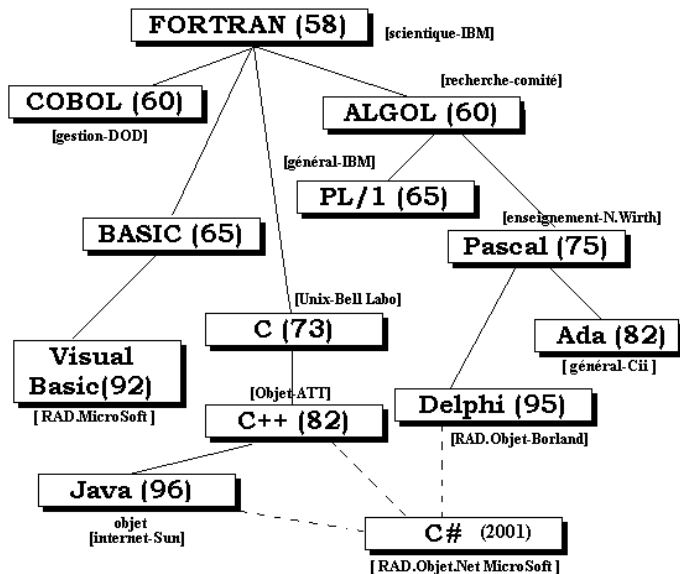 FORTRAN (58)
[scientique-IBM]
[recherche-comité]
COBOL (60)
ALGOL (60)
[gestion-DOD]
[général-IBM]
PL/1 (65)
[enseignement-N.Wirth]
BASIC (65)
Pascal (75)
[Unix-Bell Labo]
C (73)
Ada (82)
Visual
Basic(92)
[général-Cii ]
[ RAD.MicroSoft ]
[Objet-ATT]
Delphi (95)
C++ (82)
[RAD.Objet-Borland]
Java (96)
objet
[internet-Sun]
C# (2001)
[ RAD.Objet.Net MicroSoft ]